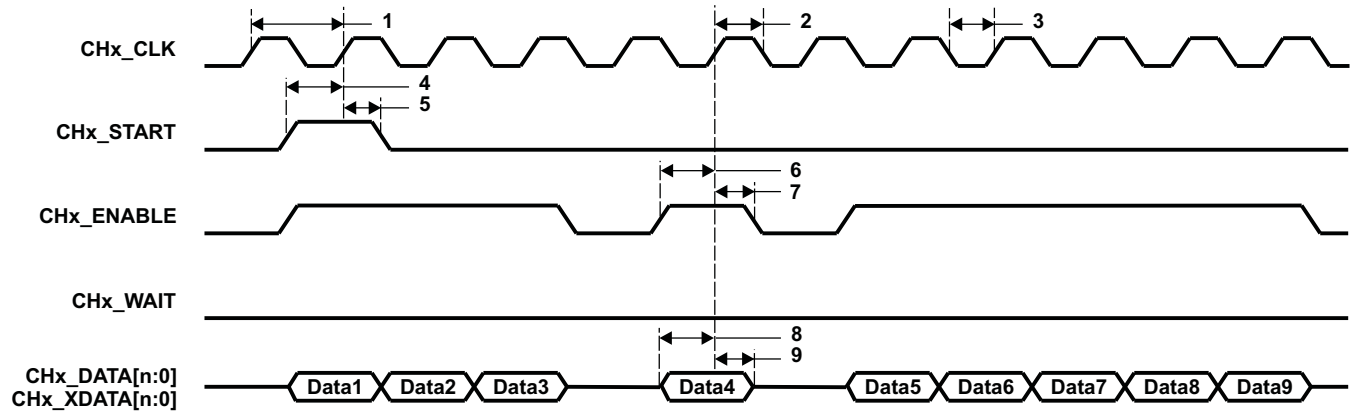 1 2 3
CHx_CLK
4
5
CHx_START
6
7
CHx_ENABLE
CHx_WAIT
8
9
CHx_DATA[n:0]
CHx_XDATA[n:0]
Data1 Data2 Data3 Data4 Data5 Data6 Data7 Data8 Data9